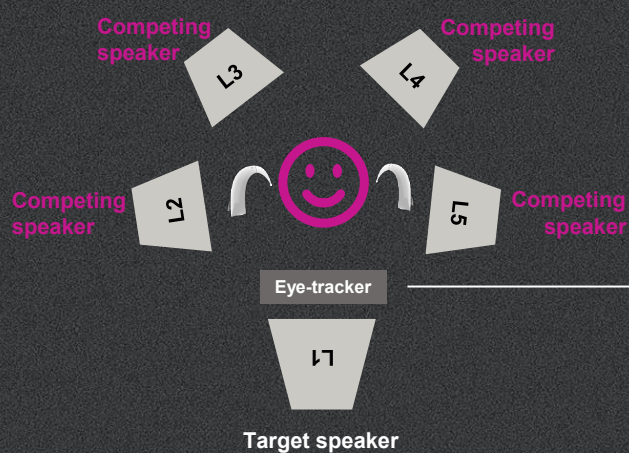 Competing
speaker
L3
Competing
speaker
L4
Competing
speaker
L2
L5
Competing
speaker
Eye-tracker
L1
Target speaker